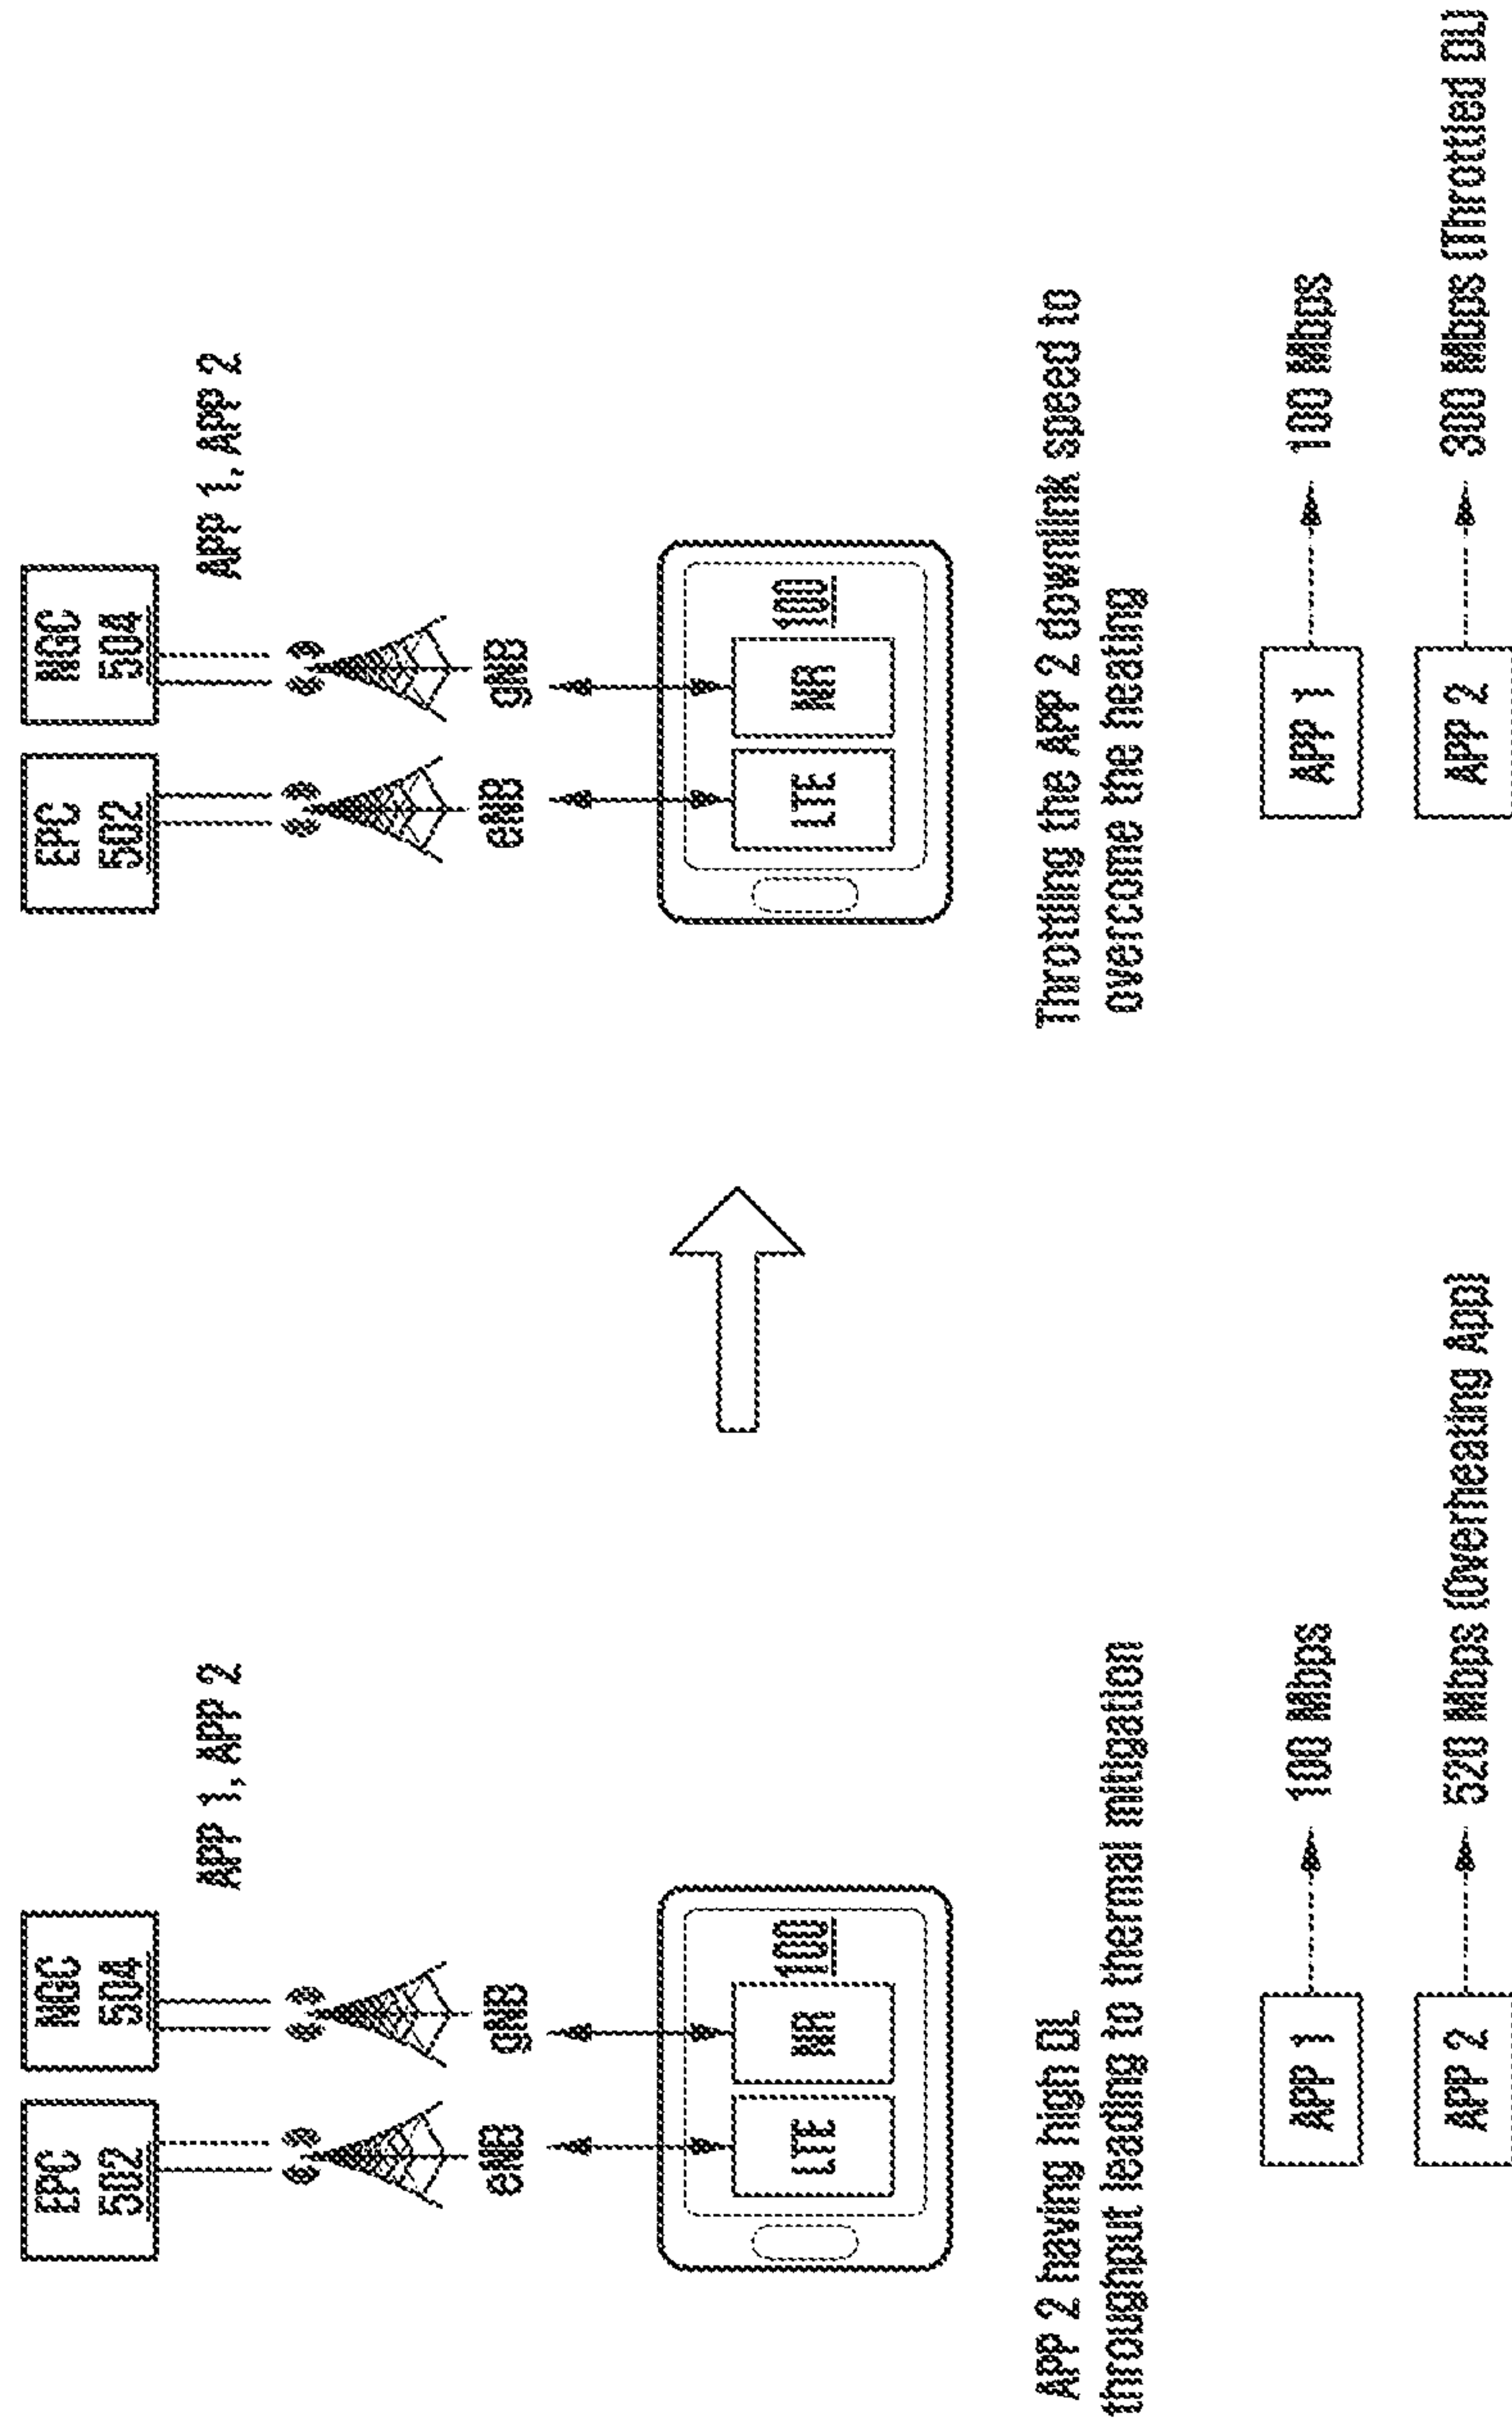 EPC
502
NGC
504
APP 1, APP 2
eNB
gNB
LTE
NR
100
APP 2 having high DL
throughput leading to thermal mitigation
APP 1
100 Mbps
APP 2
520 Mbps (Overheating App)
EPC
502
NGC
504
APP 1, APP 2
eNB
gNB
LTE
NR
100
Throttling the APP 2 downlink speed to
overcome the heating
APP 1
100 Mbps
APP 2
300 Mbps (Throttled DL)